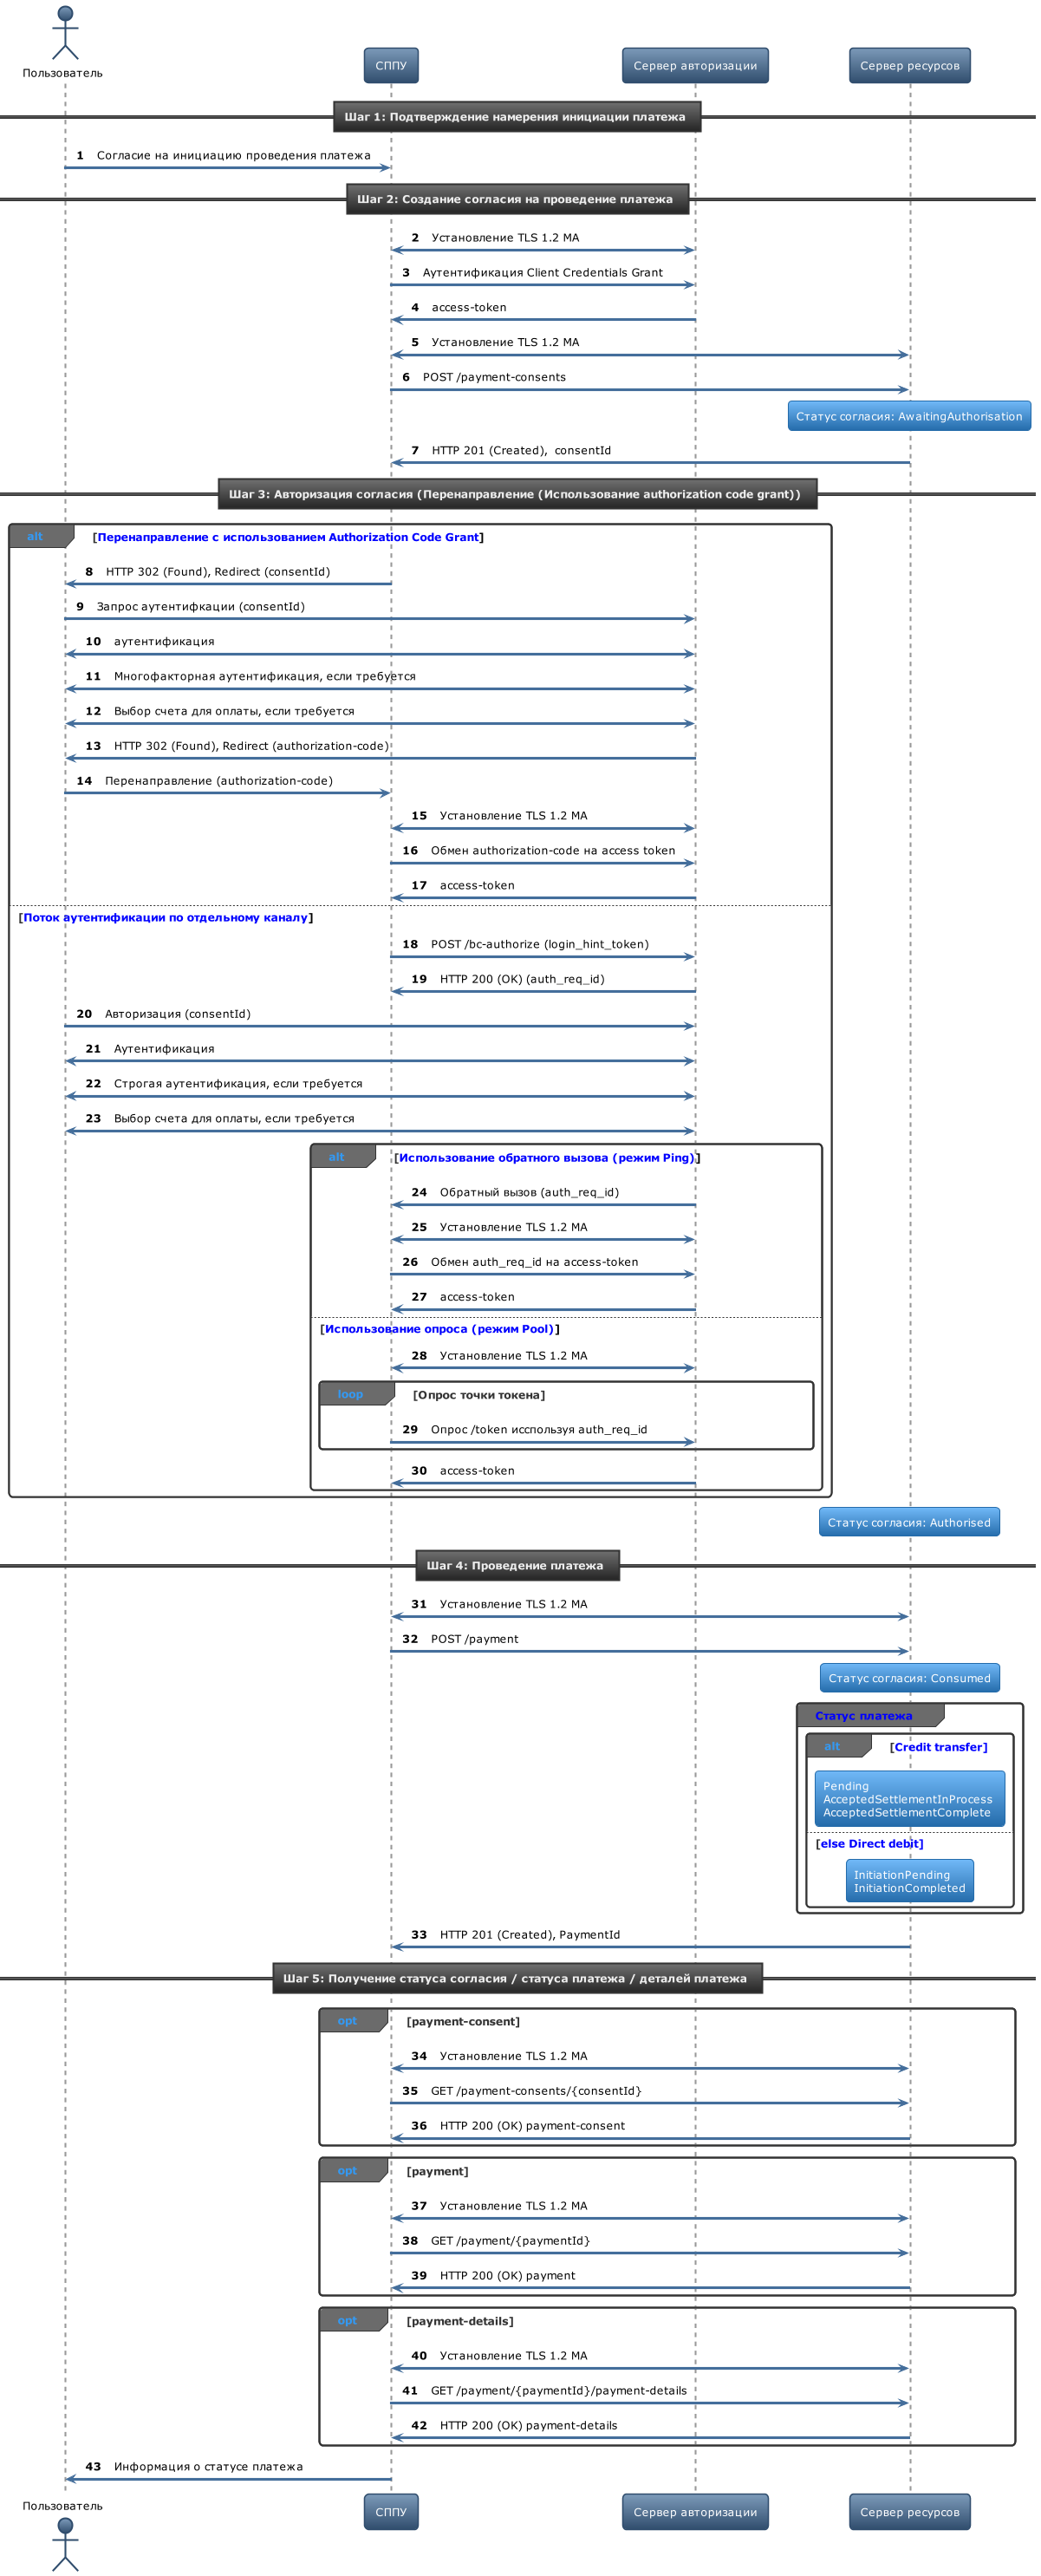 Пользователь
СППУ
Сервер авторизации
Сервер ресурсов
Шаг 1: Подтверждение намерения инициации платежа
1 Согласие на инициацию проведения платежа
Шаг 2: Создание согласия на проведение платежа
2 Установление TLS 1.2 MA
3 Аутентификация Client Credentials Grant
4 access-token
5 Установление TLS 1.2 MA
6 POST /payment-consents
Статус согласия: AwaitingAuthorisation
7 HTTP 201 (Created), consentId
Шаг 3: Авторизация согласия (Перенаправление (Использование authorization code grant))
alt [Перенаправление с использованием Authorization Code Grant]
8 HTTP 302 (Found), Redirect (consentId)
9 Запрос аутентифкации (consentId)
10 аутентификация
11 Многофакторная аутентификация, если требуется
12 Выбор счета для оплаты, если требуется
13 HTTP 302 (Found), Redirect (authorization-code)
14 Перенаправление (authorization-code)
15 Установление TLS 1.2 MA
16 Обмен authorization-code на access token
17 access-token
[Поток аутентификации по отдельному каналу]
18 POST /bc-authorize (login_hint_token)
19 HTTP 200 (OK) (auth_req_id)
20 Авторизация (consentId)
21 Аутентификация
22 Строгая аутентификация, если требуется
23 Выбор счета для оплаты, если требуется
alt [Использование обратного вызова (режим Ping)]
24 Обратный вызов (auth_req_id)
25 Установление TLS 1.2 MA
26 Обмен auth_req_id на access-token
27 access-token
[Использование опроса (режим Pool)]
28 Установление TLS 1.2 MA
loop [Опрос точки токена]
29 Опрос /token исспользуя auth_req_id
30 access-token
Статус согласия: Authorised
Шаг 4: Проведение платежа
31 Установление TLS 1.2 MA
32 POST /payment
Статус согласия: Consumed
Статус платежа
alt [Credit transfer]
Pending
AcceptedSettlementInProcess
AcceptedSettlementComplete
[else Direct debit]
InitiationPending
InitiationCompleted
33 HTTP 201 (Created), PaymentId
Шаг 5: Получение статуса согласия / статуса платежа / деталей платежа
opt [payment-consent]
34 Установление TLS 1.2 MA
35 GET /payment-consents/{consentId}
36 HTTP 200 (OK) payment-consent
opt [payment]
37 Установление TLS 1.2 MA
38 GET /payment/{paymentId}
39 HTTP 200 (OK) payment
opt [payment-details]
40 Установление TLS 1.2 MA
41 GET /payment/{paymentId}/payment-details
42 HTTP 200 (OK) payment-details
43 Информация о статусе платежа
Пользователь
СППУ
Сервер авторизации
Сервер ресурсов